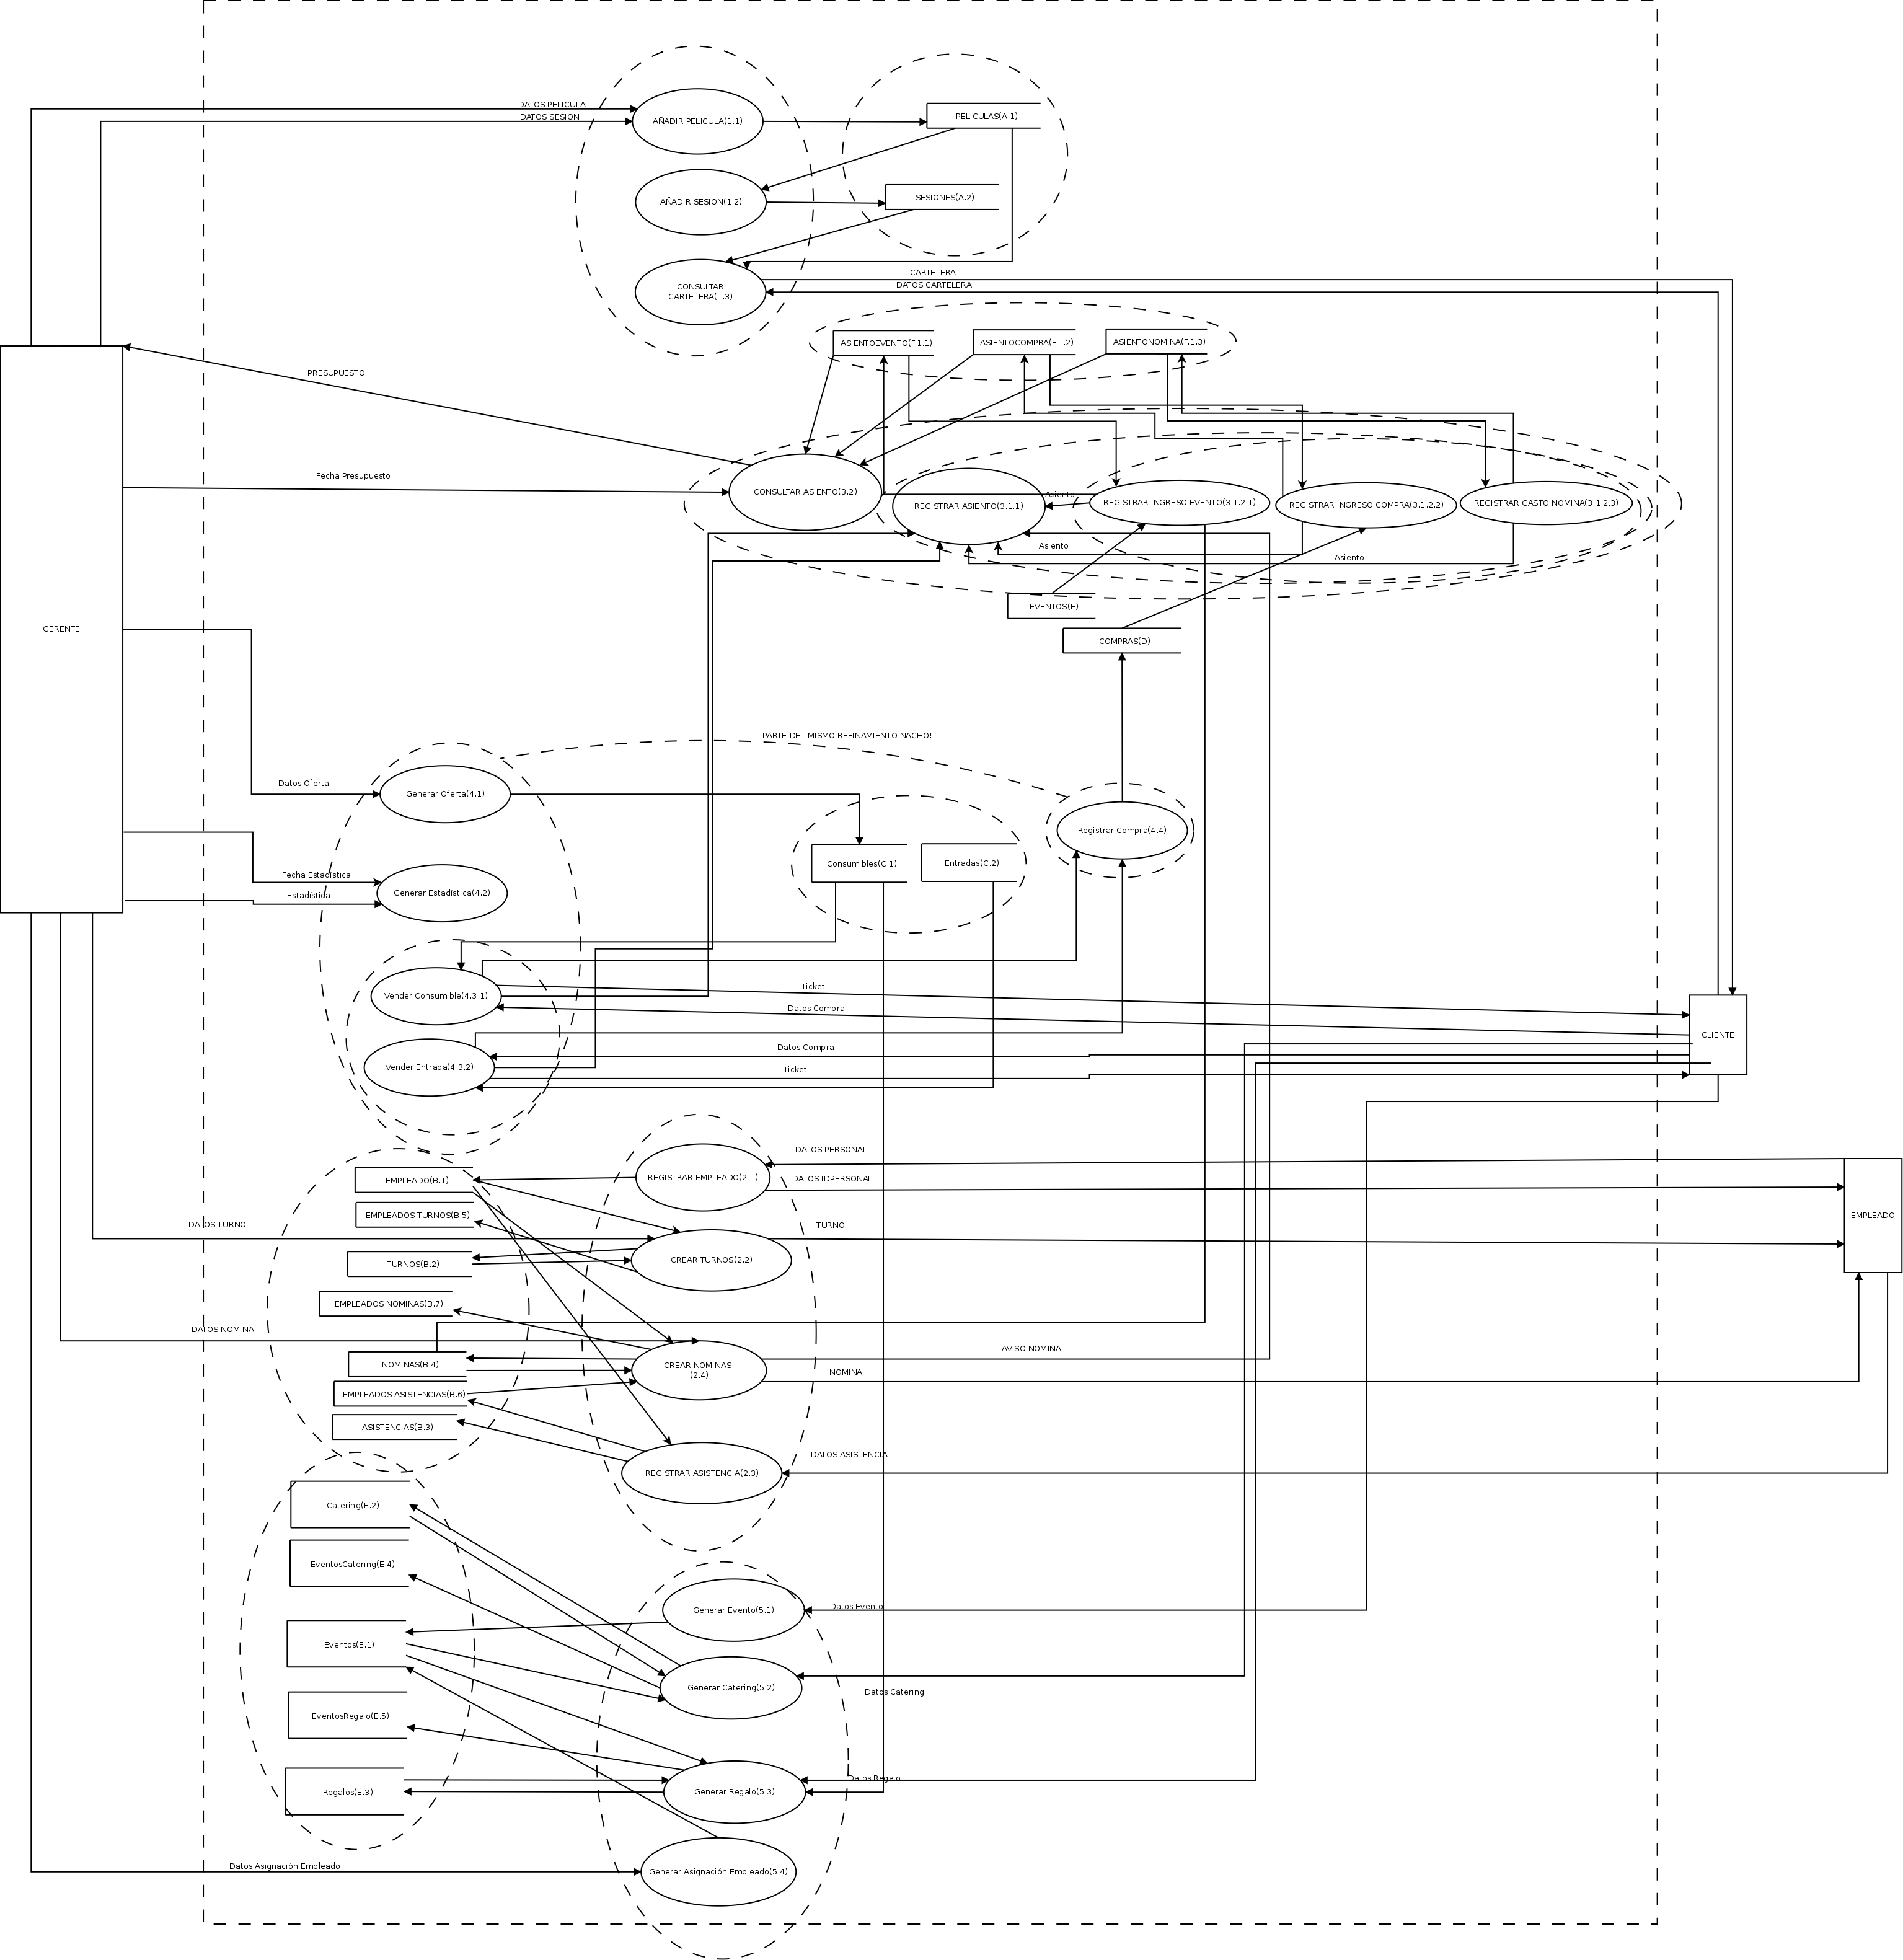 DATOS PELICULA
DATOS SESION
AÑADIR PELICULA(1.1)
PELICULAS(A.1)
AÑADIR SESION(1.2)
SESIONES(A.2)
CONSULTAR
CARTELERA(1.3)
CARTELERA
DATOS CARTELERA
ASIENTOEVENTO(F.1.1)
ASIENTOCOMPRA(F.1.2)
ASIENTONOMINA(F.1.3)
PRESUPUESTO
Fecha Presupuesto
CONSULTAR ASIENTO(3.2)
REGISTRAR ASIENTO(3.1.1)
Asiento
REGISTRAR INGRESO EVENTO(3.1.2.1)
REGISTRAR INGRESO COMPRA(3.1.2.2)
REGISTRAR GASTO NOMINA(3.1.2.3)
Asiento
Asiento
EVENTOS(E)
GERENTE
COMPRAS(D)
PARTE DEL MISMO REFINAMIENTO NACHO!
Datos Oferta
Generar Oferta(4.1)
Registrar Compra(4.4)
Consumibles(C.1)
Entradas(C.2)
Fecha Estadística
Estadística
Generar Estadística(4.2)
Vender Consumible(4.3.1)
Ticket
Datos Compra
CLIENTE
Datos Compra
Vender Entrada(4.3.2)
Ticket
DATOS PERSONAL
EMPLEADO(B.1)
REGISTRAR EMPLEADO(2.1)
DATOS IDPERSONAL
EMPLEADOS TURNOS(B.5)
EMPLEADO
DATOS TURNO
TURNO
TURNOS(B.2)
CREAR TURNOS(2.2)
EMPLEADOS NOMINAS(B.7)
DATOS NOMINA
AVISO NOMINA
NOMINAS(B.4)
CREAR NOMINAS
(2.4)
NOMINA
EMPLEADOS ASISTENCIAS(B.6)
ASISTENCIAS(B.3)
DATOS ASISTENCIA
REGISTRAR ASISTENCIA(2.3)
Catering(E.2)
EventosCatering(E.4)
Datos Evento
Generar Evento(5.1)
Eventos(E.1)
Generar Catering(5.2)
Datos Catering
EventosRegalo(E.5)
Datos Regalo
Regalos(E.3)
Generar Regalo(5.3)
Datos Asignación Empleado
Generar Asignación Empleado(5.4)